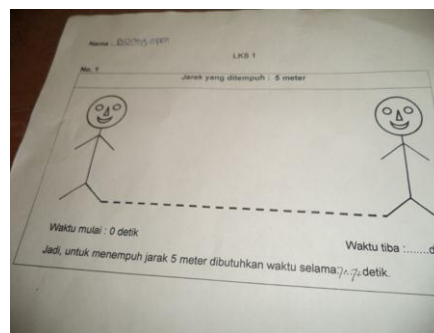 Nama :
LKS 1
No. 1
Jarak yang ditempuh : 5 meter
Waktu mulai : 0 detik
Waktu tiba :.......d
Jadi, untuk menempuh jarak 5 meter dibutuhkan waktu selama detik.